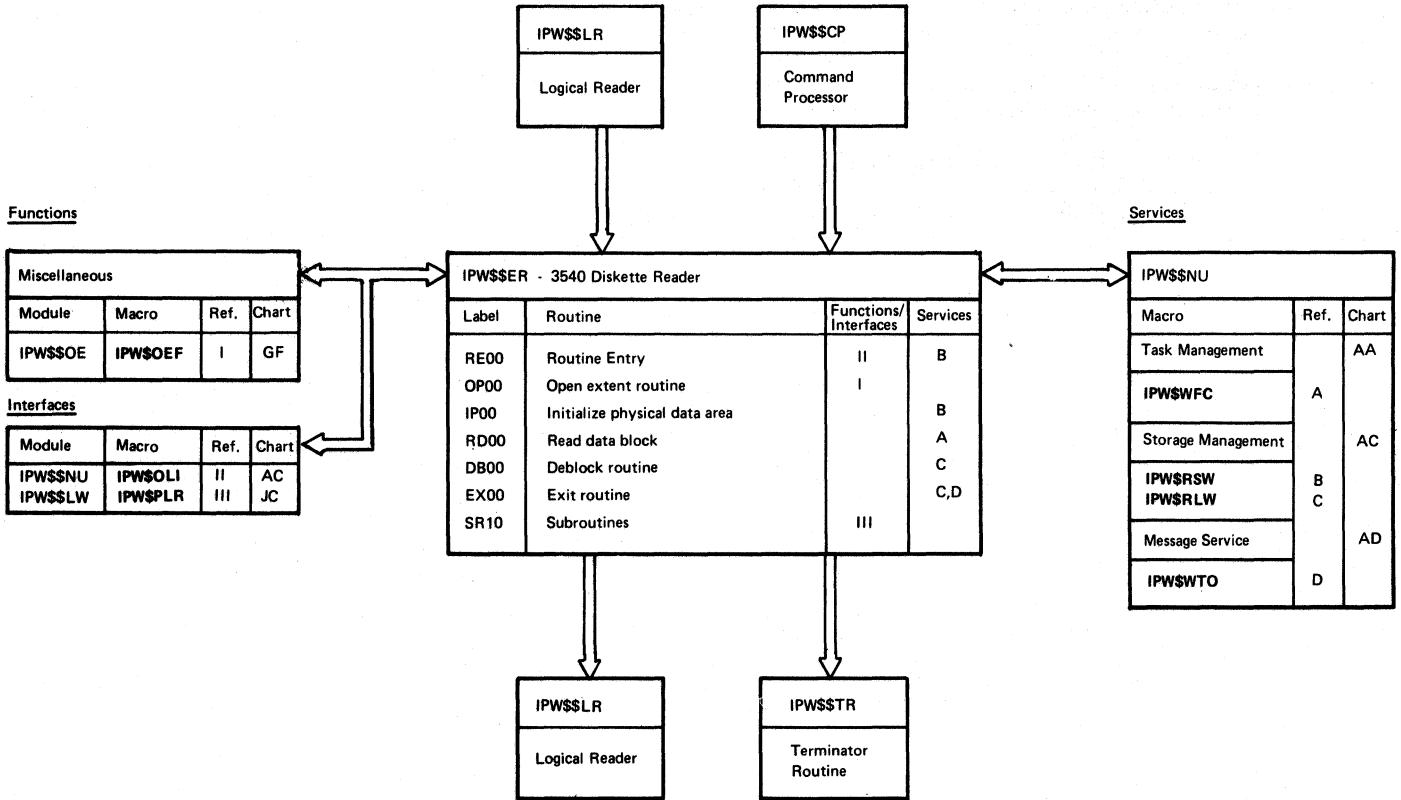 IPW$$LR
Logical Reader
IPW$$CP
Command
Processor
Functions
Miscellaneous
Module Macro Ref. Chart
IPW$$OE IPW$OEF I GF
Interfaces
Module Macro Ref. Chart
IPW$$NU IPW$OLI II AC
IPW$$LW IPW$PLR III JC
IPW$$ER - 3540 Diskette Reader
Label Routine Functions/ Services
Interfaces
RE00 Routine Entry II B
OP00 Open extent routine I
IP00 Initialize physical data area B
RD00 Read data block A
DB00 Deblock routine C
EX00 Exit routine C,D
SR10 Subroutines III
Services
IPW$$NU
Macro Ref. Chart
Task Management AA
IPW$WFC A
Storage Management AC
IPW$RSW B
IPW$RLW C
Message Service AD
IPW$WTO D
IPW$$LR
Logical Reader
IPW$$TR
Terminator
Routine